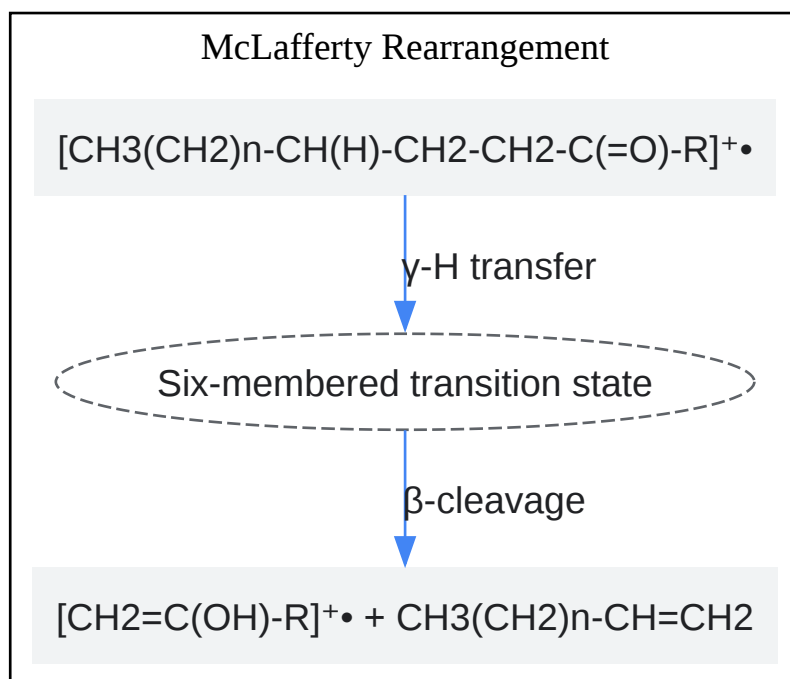 McLafferty Rearrangement
[CH3(CH2)n-CH(H)-CH2-CH2-C(=O)-R]⁺•
γ-H transfer
Six-membered transition state
β-cleavage
[CH2=C(OH)-R]⁺• + CH3(CH2)n-CH=CH2